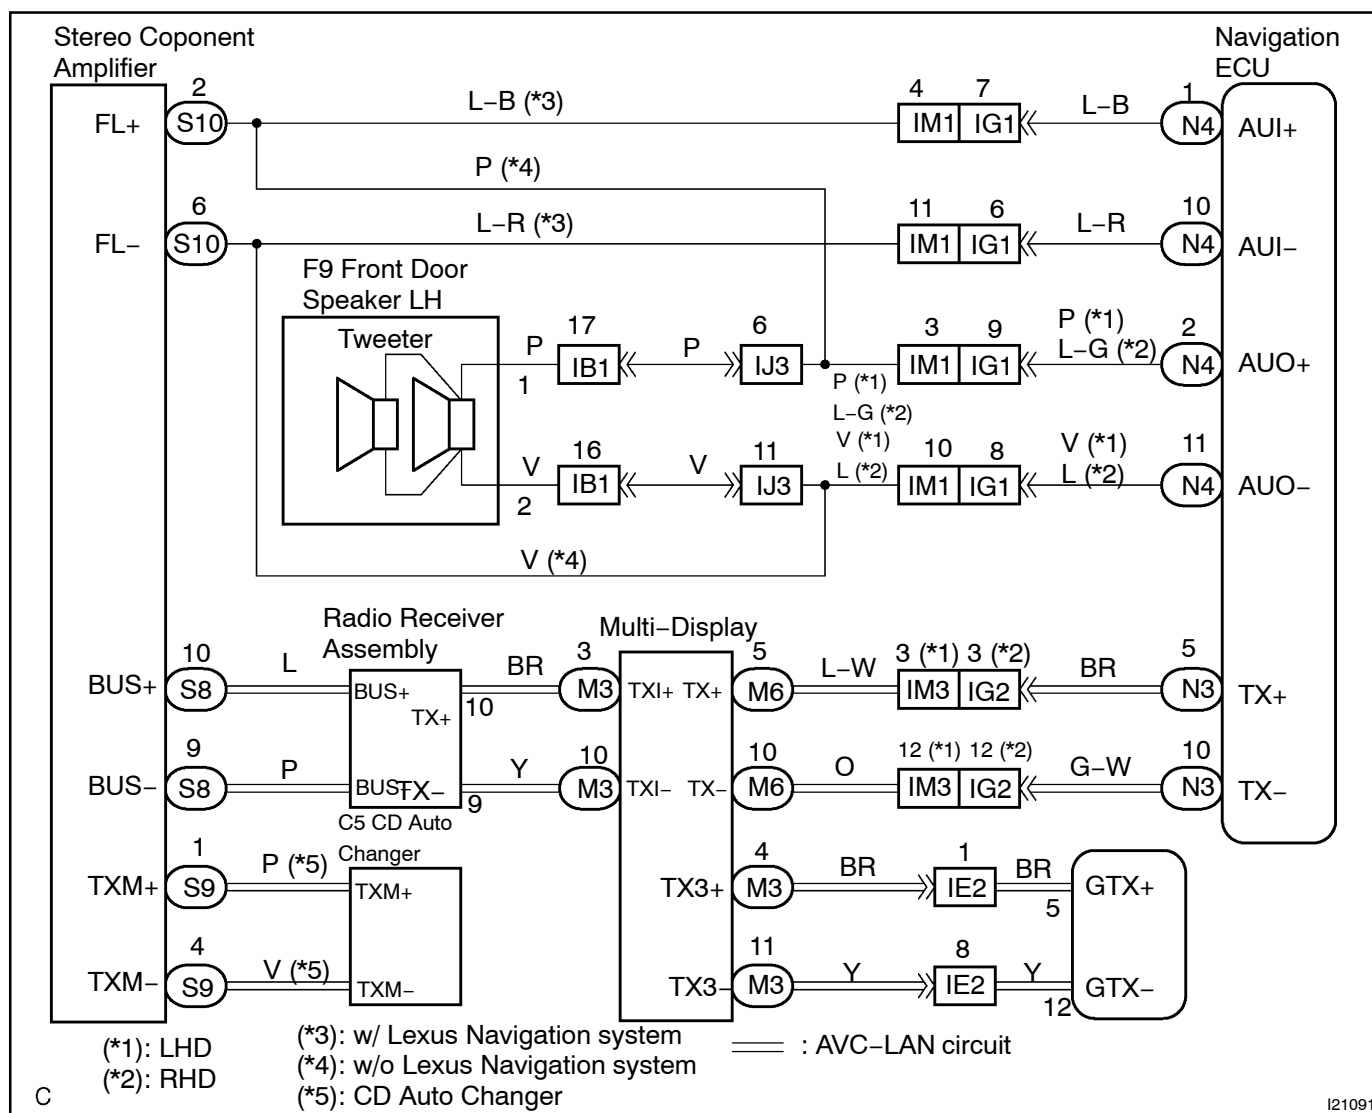 Stereo Coponent
Amplifier
Navigation
ECU
2
L−B (*3)
4 7
L−B
1
FL+
S10
IM1 IG1
N4
AUI+
P (*4)
6
L−R (*3)
11 6
L−R
10
FL−
S10
IM1 IG1
N4
AUI−
F9 Front Door
Speaker LH
Tweeter
P
1
17
IB1
P
6
IJ3
3 9
IM1 IG1
P (*1)
L−G (*2)
2
N4
AUO+
P (*1)
L−G (*2)
V (*1)
L (*2)
V
2
16
IB1
V
11
IJ3
10 8
IM1 IG1
V (*1)
L (*2)
11
N4
AUO−
V (*4)
Radio Receiver
Assembly
Multi−Display
10
L
BR
3
5
L−W
3 (*1) 3 (*2)
BR
5
BUS+
S8
BUS+
TX+
10
M3
TXI+
TX+
M6
IM3 IG2
N3
TX+
9
P
Y
10
10
O
12 (*1) 12 (*2)
G−W
10
BUS−
S8
BUS−
TX−
9
M3
TXI−
TX−
M6
IM3 IG2
N3
TX−
C5 CD Auto
Changer
1
P (*5)
4
BR
1
BR
TXM+
S9
TXM+
TX3+
M3
IE2
5
GTX+
4
V (*5)
11
Y
8
Y
TXM−
S9
TXM−
TX3−
M3
IE2
12
GTX−
(*1): LHD
(*2): RHD
(*3): w/ Lexus Navigation system
(*4): w/o Lexus Navigation system
(*5): CD Auto Changer
: AVC−LAN circuit
C
I21091